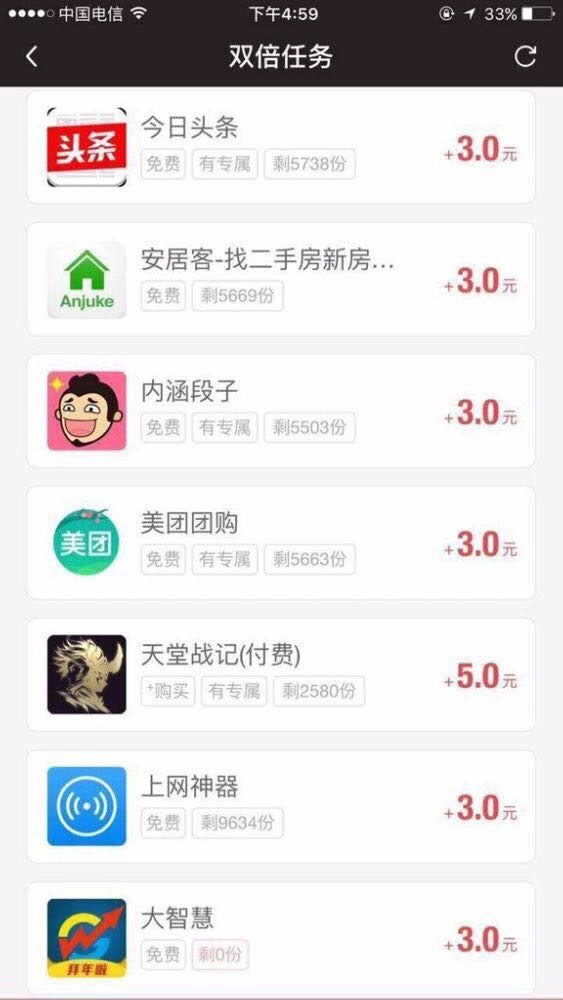 中国电信 下午4:59 33%
双倍任务
头条 今日头条
免费 有专属 剩5738份
+3.0元
安居客-找二手房新房...
Anjuke
免费 剩5669份
+3.0元
内涵段子
免费 有专属 剩5503份
+3.0元
美团 美团团购
免费 有专属 剩5663份
+3.0元
天堂战记(付费)
+购买 有专属 剩2580份
+5.0元
上网神器
免费 剩9634份
+3.0元
大智慧
拜年啦
免费 剩0份
+3.0元